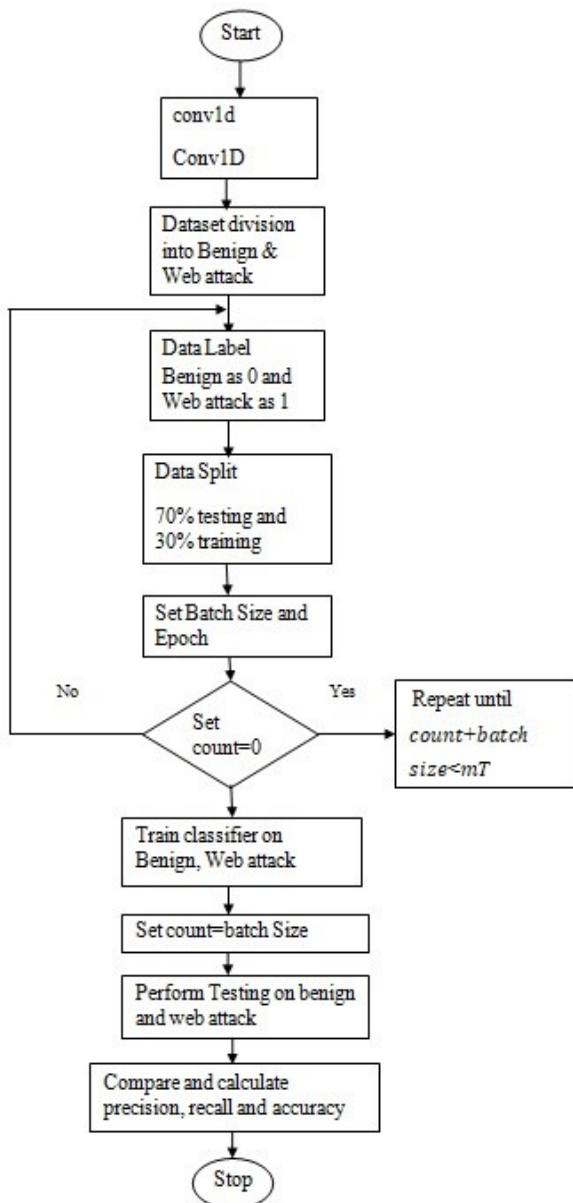 Start
conv1d
Conv1D
Dataset division
into Benign &
Web attack
Data Label
Benign as 0 and
Web attack as 1
Data Split
70% testing and
30% training
Set Batch Size and
Epoch
No
Yes
Set
count=0
Repeat until
count+batch
size<mT
Train classifier on
Benign, Web attack
Set count=batch Size
Perform Testing on benign
and web attack
Compare and calculate
precision, recall and accuracy
Stop